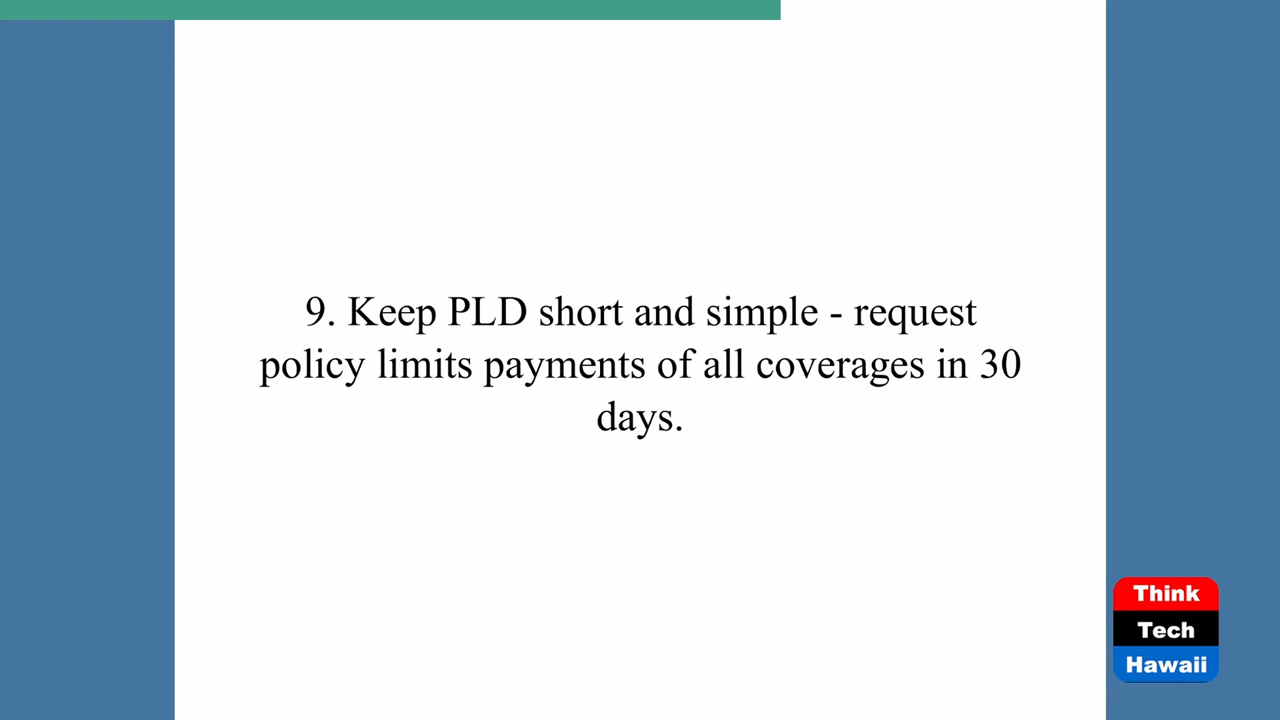 9. Keep PLD short and simple - request
policy limits payments of all coverages in 30
days.
Think
Tech
Hawaii